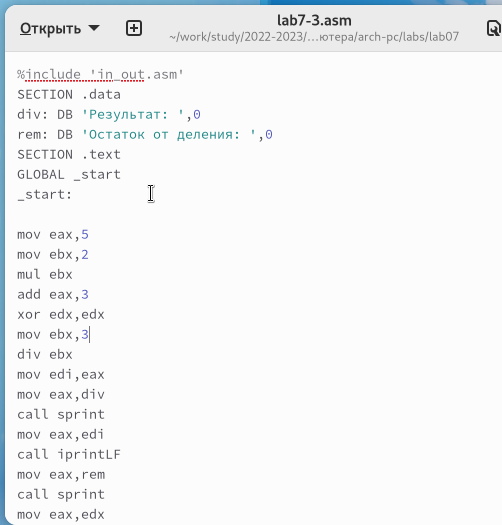 Открыть
lab7-3.asm
~/work/study/2022-2023/...ютера/arch-pc/labs/lab07
%include 'in_out.asm'
SECTION .data
div: DB 'Результат: ',0
rem: DB 'Остаток от деления: ',0
SECTION .text
GLOBAL _start
_start:
mov eax,5
mov ebx,2
mul ebx
add eax,3
xor edx,edx
mov ebx,3
div ebx
mov edi,eax
mov eax,div
call sprint
mov eax,edi
call iprintLF
mov eax,rem
call sprint
mov eax,edx